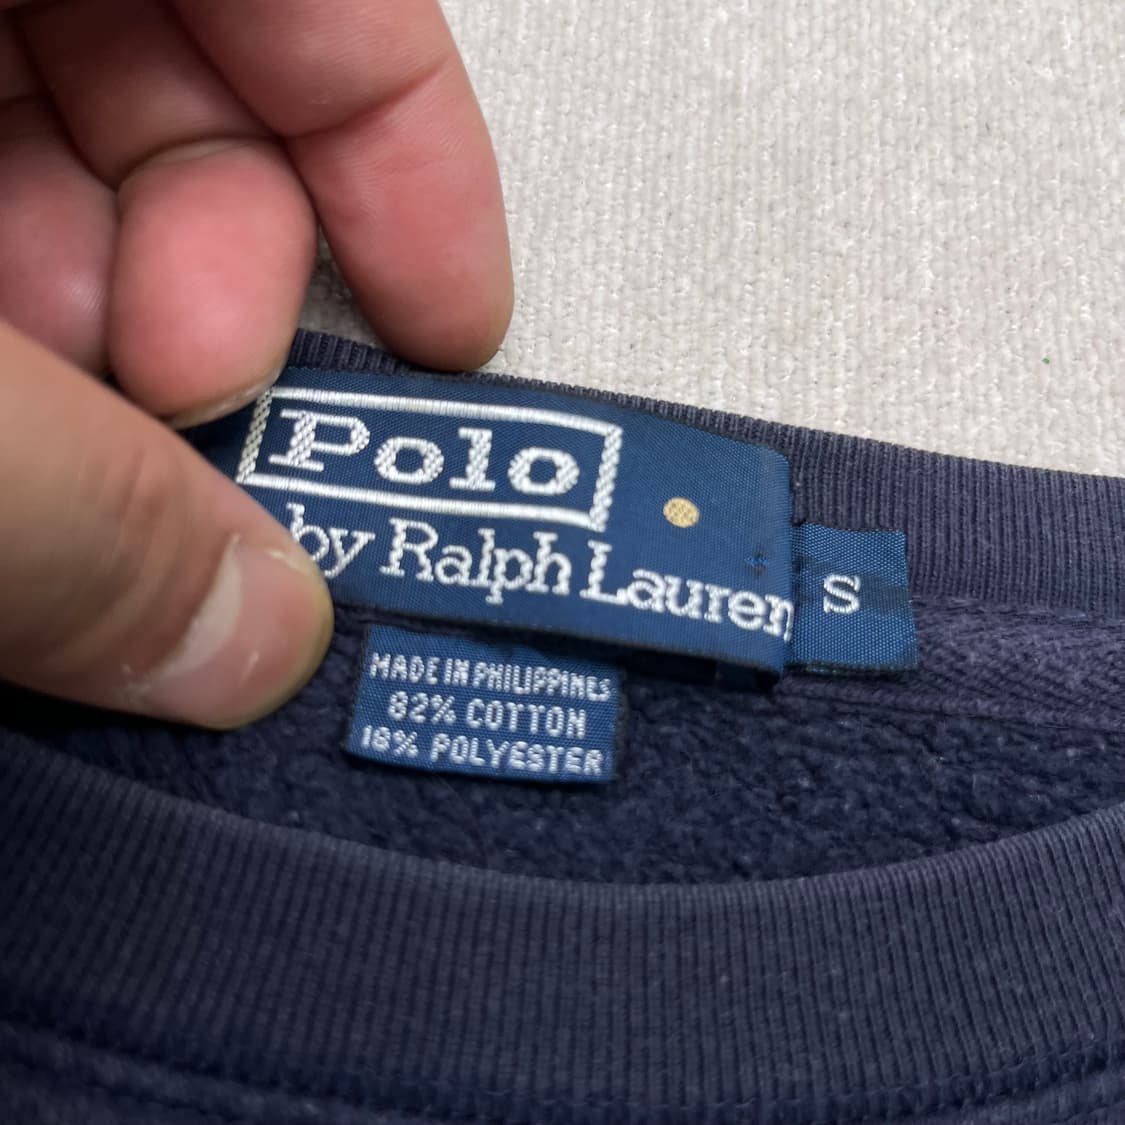 Polo
by Ralph Lauren
S
MADE IN PHILIPPINES
82% COTTON
18% POLYESTER